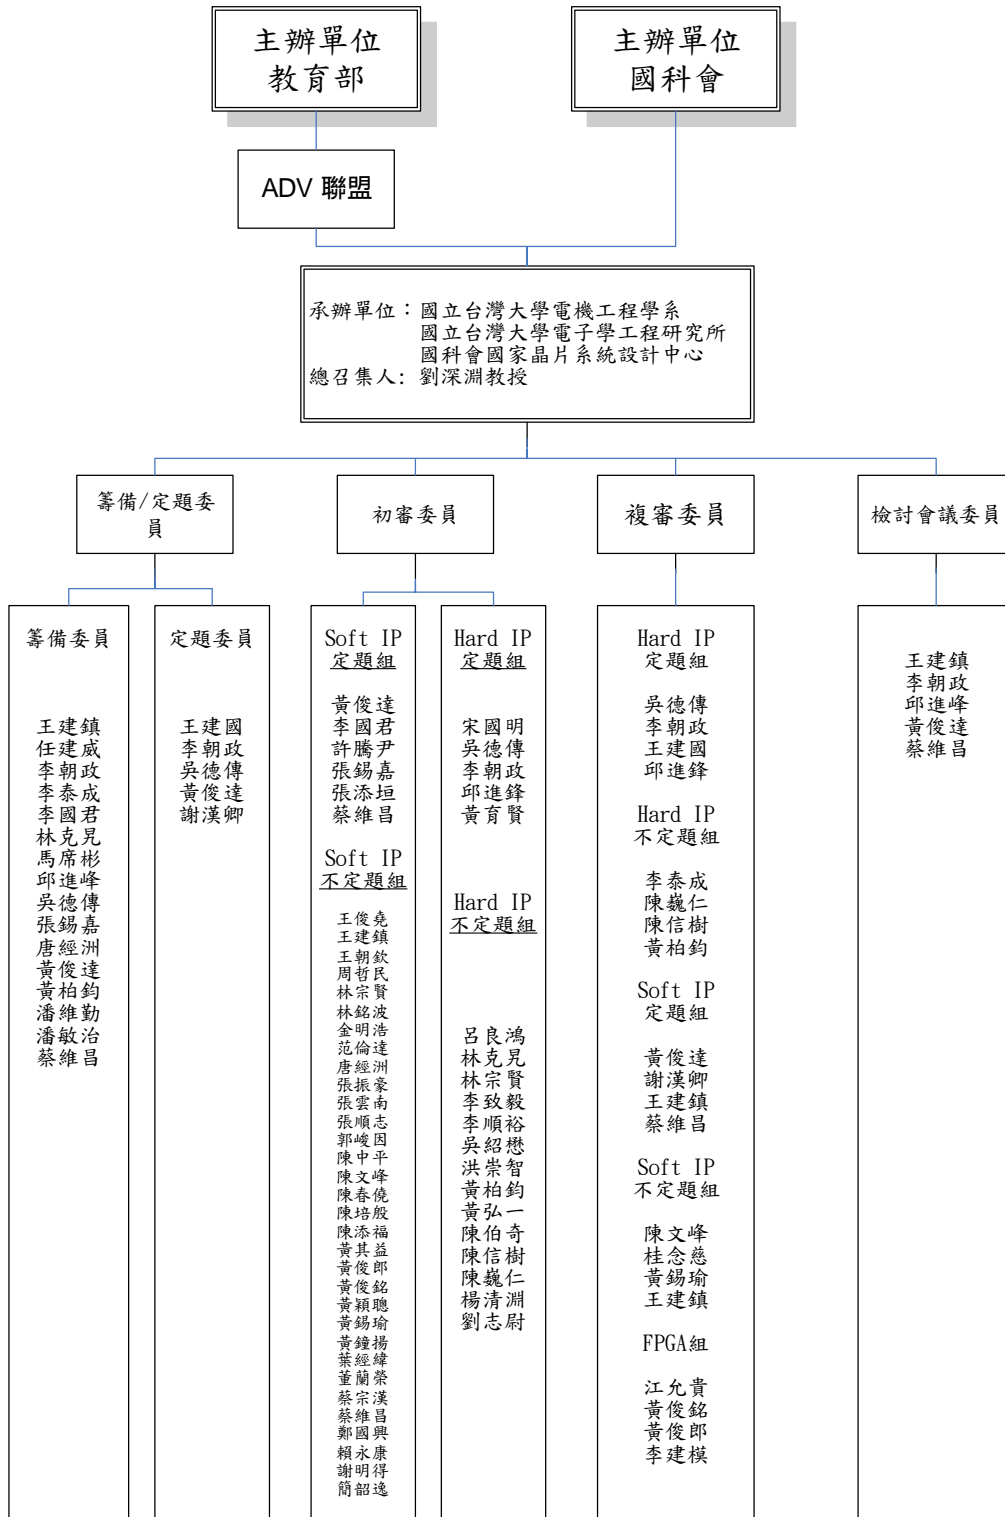 主辦單位
教育部
主辦單位
國科會
ADV 聯盟
承辦單位：國立台灣大學電機工程學系
國立台灣大學電子學工程研究所
國科會國家晶片系統設計中心
總召集人: 劉深淵教授
籌備/定題委
員
初審委員
複審委員
檢討會議委員
籌備委員
王建鎮
任建葳
李朝政
李泰成
李國君
林克旯
馬席彬
邱進峰
吳德傳
張錫嘉
唐經洲
黃俊達
黃柏鈞
潘維勤
潘敏治
蔡維昌
定題委員
王建國
李朝政
吳德傳
黃俊達
謝漢卿
Soft IP
定題組
黃俊達
李國君
許騰尹
張錫嘉
張添垣
蔡維昌
Soft IP
不定題組
王俊堯
王建鎮
王朝欽
周哲民
林宗賢
林銘波
金明浩
范倫達
唐經洲
張振豪
張雲南
張順志
郭峻因
陳中平
陳文峰
陳春僥
陳培殷
陳添福
黃其益
黃俊郎
黃俊銘
黃穎聰
黃錫瑜
黃鐘揚
葉經緯
董蘭榮
蔡宗漢
蔡維昌
鄭國興
賴永康
謝明得
簡韶逸
Hard IP
定題組
宋國明
吳德傳
李朝政
邱進鋒
黃育賢
Hard IP
不定題組
呂良鴻
林克旯
林宗賢
李致毅
李順裕
吳紹懋
洪崇智
黃柏鈞
黃弘一
陳伯奇
陳信樹
陳巍仁
楊清淵
劉志尉
Hard IP
定題組
吳德傳
李朝政
王建國
邱進鋒
Hard IP
不定題組
李泰成
陳巍仁
陳信樹
黃柏鈞
Soft IP
定題組
黃俊達
謝漢卿
王建鎮
蔡維昌
Soft IP
不定題組
陳文峰
桂念慈
黃錫瑜
王建鎮
FPGA組
江允貴
黃俊銘
黃俊郎
李建模
王建鎮
李朝政
邱進峰
黃俊達
蔡維昌